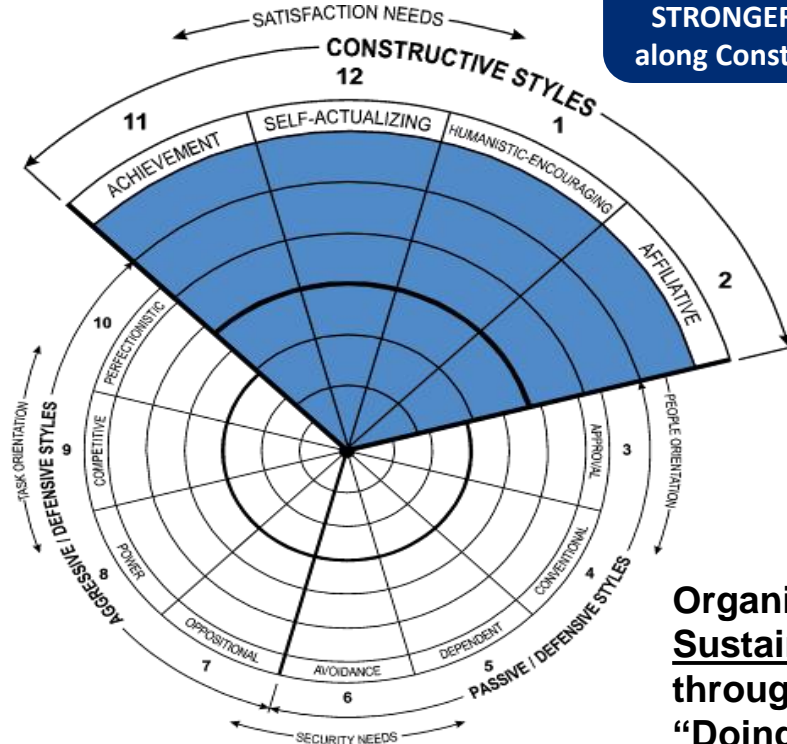 SATISFACTION NEEDS
CONSTRUCTIVE STYLES
STRONGER
along Const
11
12
1
2
ACHIEVEMENT
SELF-ACTUALIZING
HUMANISTIC-ENCOURAGING
AFFILIATIVE
10
PERFECTIONISTIC
9
COMPETITIVE
8
POWER
7
OPPOSITIONAL
6
AVOIDANCE
5
DEPENDENT
4
CONVENTIONAL
3
APPROVAL
TASK ORIENTATION
AGGRESSIVE / DEFENSIVE STYLES
PEOPLE ORIENTATION
PASSIVE / DEFENSIVE STYLES
SECURITY NEEDS
Organi
Sustain
throug
“Doing